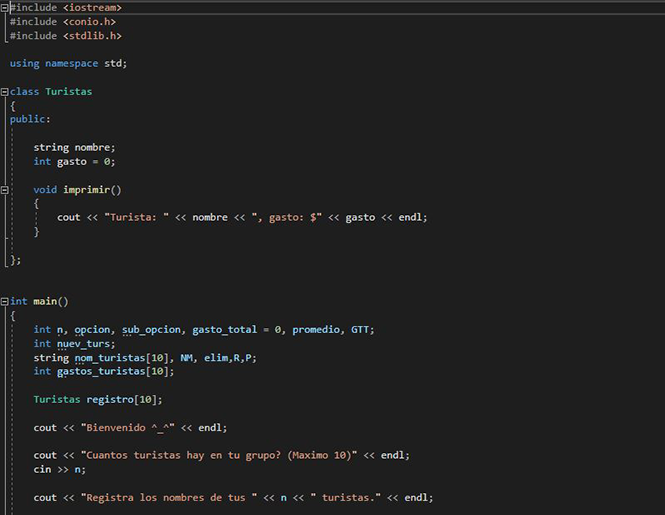 #include <iostream>
#include <conio.h>
#include <stdlib.h>
using namespace std;
class Turistas
{
public:
string nombre;
int gasto = 0;
void imprimir()
{
cout << "Turista: " << nombre << ", gasto: $" << gasto << endl;
}
};
int main()
{
int n, opcion, sub_opcion, gasto_total = 0, promedio, GTT;
int nuev_turs;
string nom_turistas[10], NM, elim,R,P;
int gastos_turistas[10];
Turistas registro[10];
cout << "Bienvenido ^_^" << endl;
cout << "Cuantos turistas hay en tu grupo? (Maximo 10)" << endl;
cin >> n;
cout << "Registra los nombres de tus " << n << " turistas." << endl;